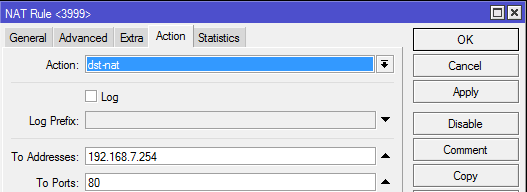 NAT Rule <3999>
General Advanced Extra Action Statistics
OK
Action: dst-nat
Cancel
Log
Apply
Log Prefix:
Disable
To Addresses: 192.168.7.254
Comment
To Ports: 80
Copy